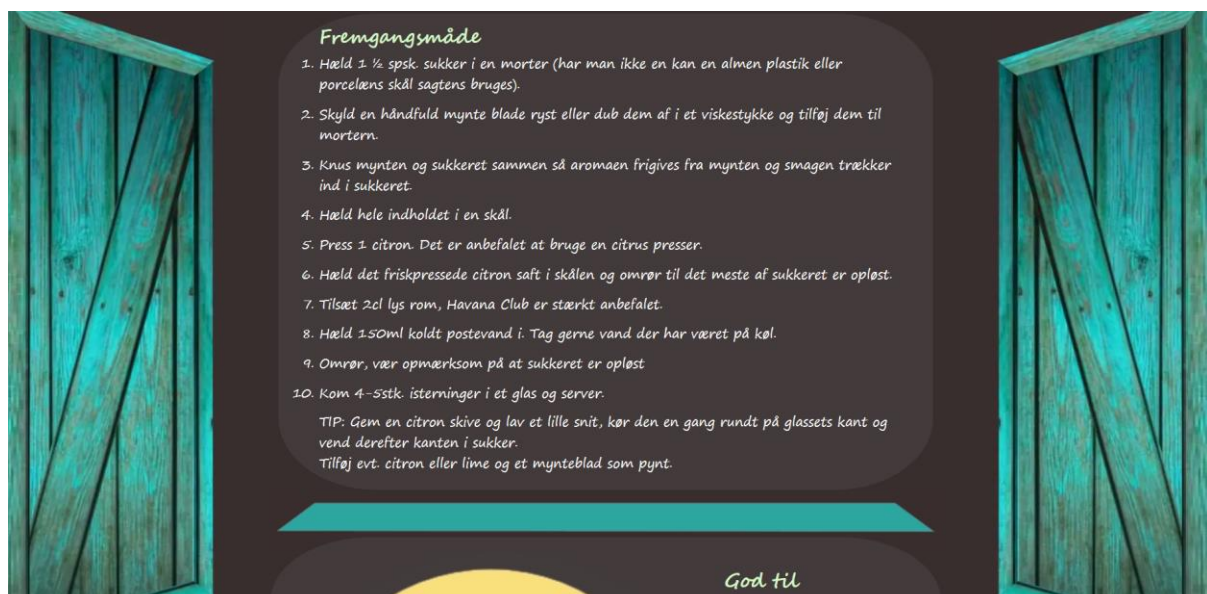 Fremgangsmåde
1. Hæld 1 ½ spsk. sukker i en morter (har man ikke en kan en almen plastik eller
porcelæns skål sagtens bruges).
2. Skyld en håndfuld mynte blade ryst eller dub dem af i et viskestykke og tilføj dem til
mortern.
3. Knus mynten og sukkeret sammen så aromaen frigives fra mynten og smagen trækker
ind i sukkeret.
4. Hæld hele indholdet i en skål.
5. Press 1 citron. Det er anbefalet at bruge en citrus presser.
6. Hæld det friskpressede citron saft i skålen og omrør til det meste af sukkeret er opløst.
7. Tilsæt 2cl lys rom, Havana Club er stærkt anbefalet.
8. Hæld 150ml koldt postevand i. Tag gerne vand der har været på køl.
9. Omrør, vær opmærksom på at sukkeret er opløst
10. Kom 4-5stk. isterninger i et glas og server.
TIP: Gem en citron skive og lav et lille snit, kør den en gang rundt på glassets kant og
vend derefter kanten i sukker.
Tilføj evt. citron eller lime og et mynteblad som pynt.
God til